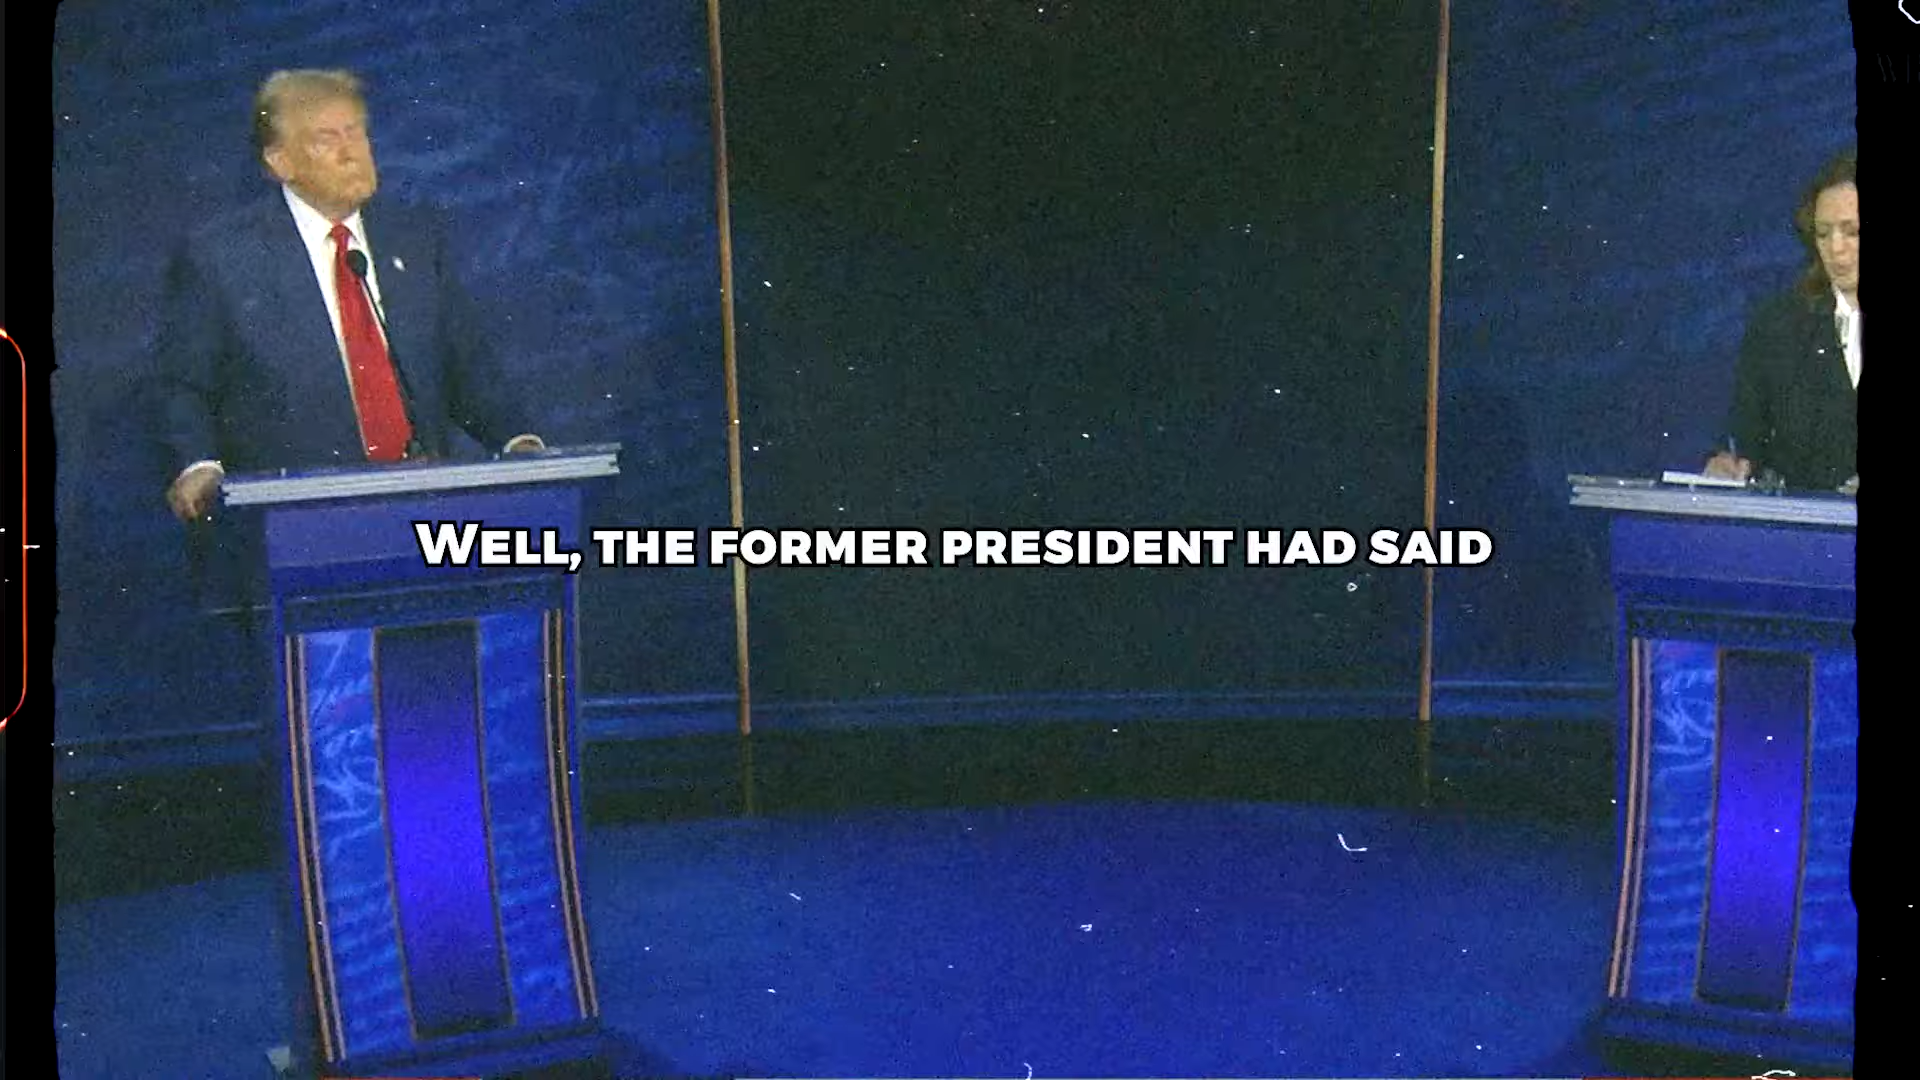 Well, the former president had said